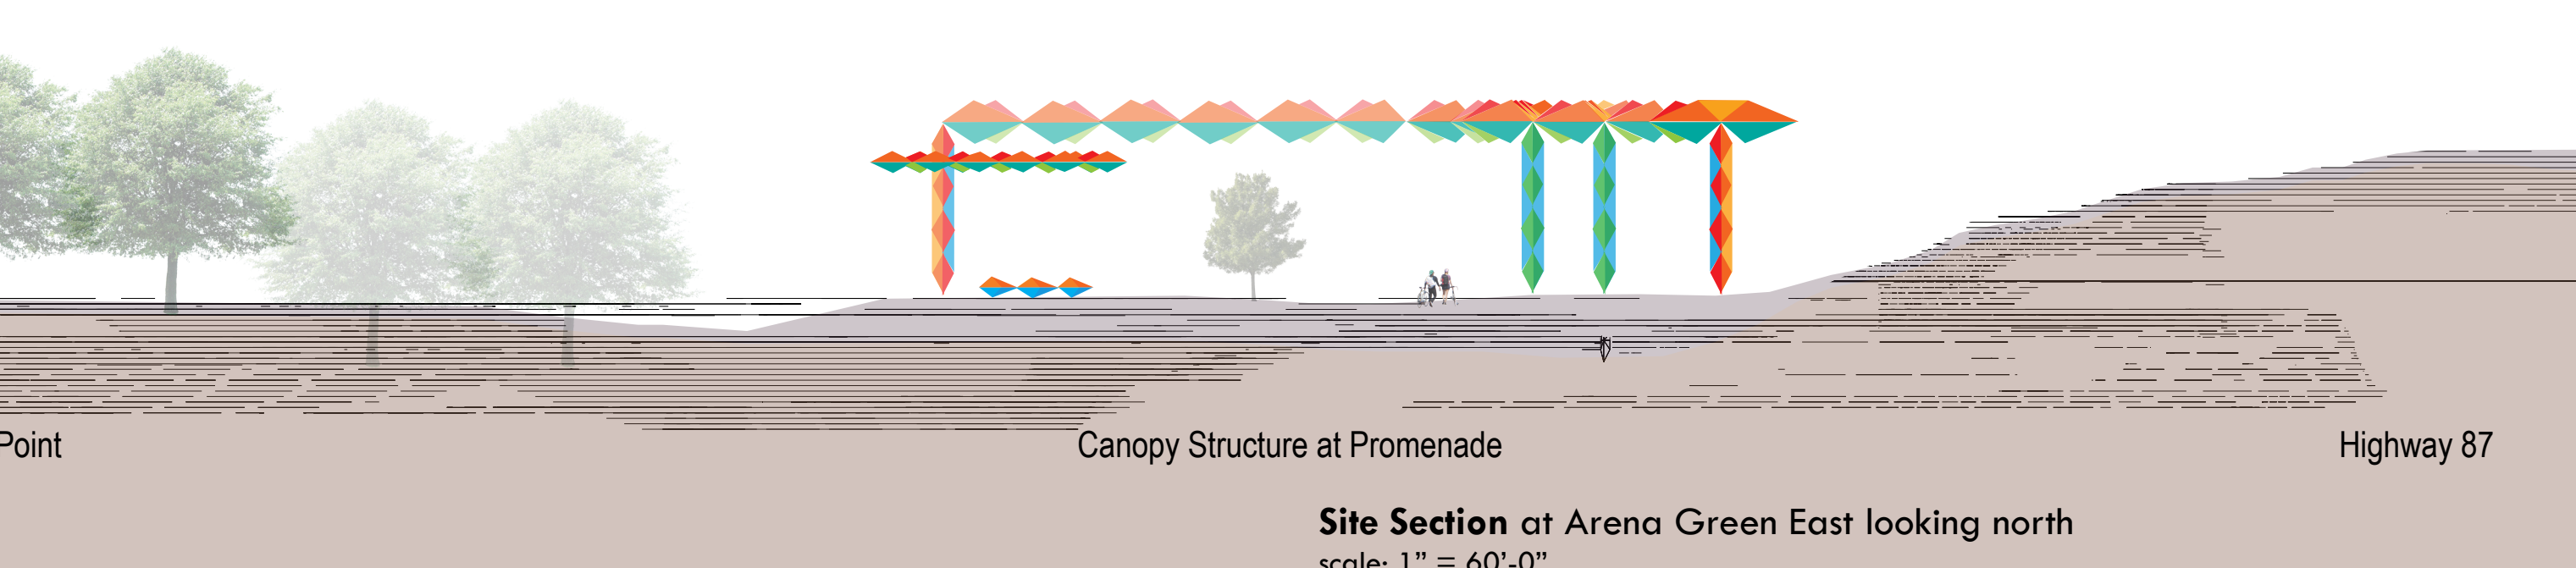 Point
Canopy Structure at Promenade
Highway 87
Site Section at Arena Green East looking north
scale: 1” = 60’-0”